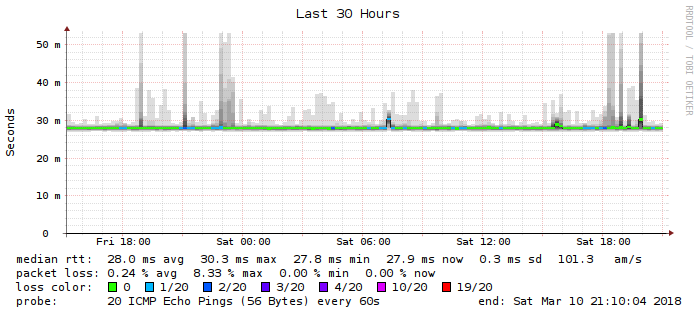 Last 30 Hours
RRDTOOL / TOBI OETIKER
Seconds
50 m
40 m
30 m
20 m
10 m
0
Fri 18:00 Sat 00:00 Sat 06:00 Sat 12:00 Sat 18:00
median rtt: 28.0 ms avg 30.3 ms max 27.8 ms min 27.9 ms now 0.3 ms sd 101.3 am/s
packet loss: 0.24 % avg 8.33 % max 0.00 % min 0.00 % now
loss color: 0 1/20 2/20 3/20 4/20 10/20 19/20
probe: 20 ICMP Echo Pings (56 Bytes) every 60s end: Sat Mar 10 21:10:04 2018